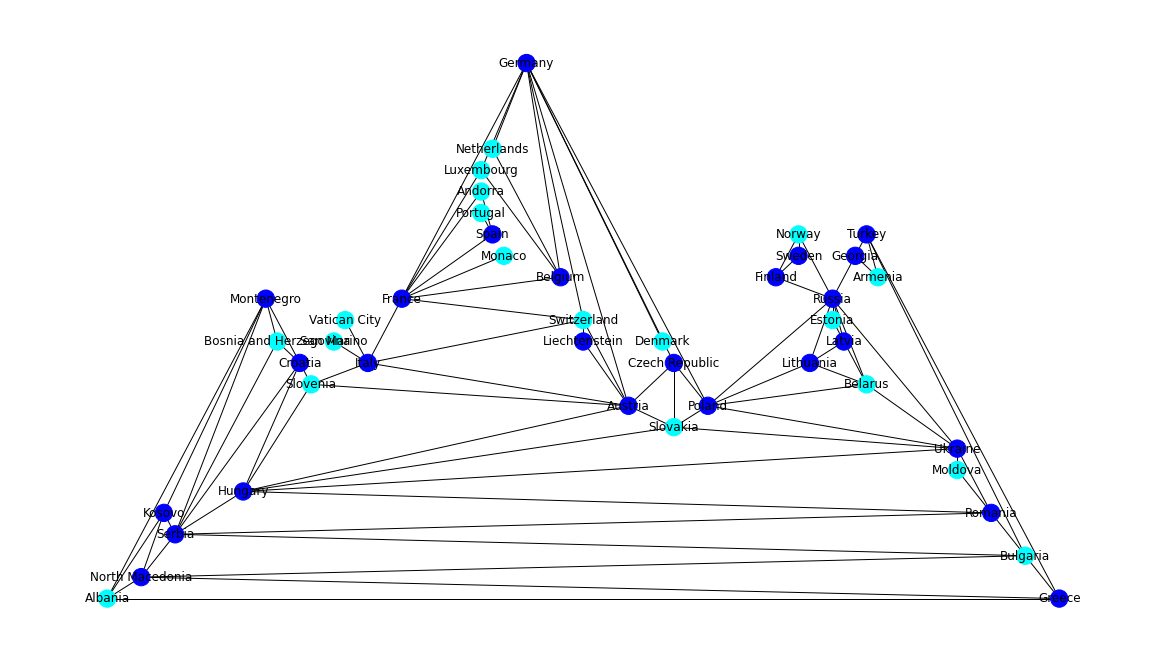 Germany
Netherlands
Luxembourg
Andorra
Portugal
Spain
Norway
Turkey
Monaco
Sweden
Georgia
Belgium
Finland
Armenia
Montenegro
France
Russia
Vatican City
Switzerland
Estonia
Bosnia and Herzegovina
San Marino
Liechtenstein
Denmark
Latvia
Croatia
Italy
Czech Republic
Lithuania
Slovenia
Belarus
Austria
Poland
Slovakia
Ukraine
Moldova
Hungary
Kosovo
Romania
Serbia
Bulgaria
North Macedonia
Albania
Greece